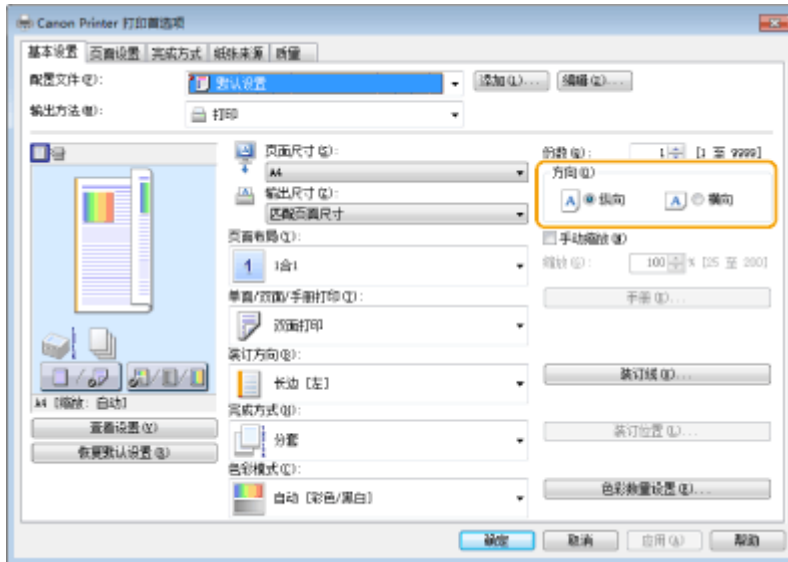 Canon Printer 打印首选项
基本设置 页面设置 完成方式 纸张来源 质量
配置文件(F): 默认设置 添加(1)... 编辑(2)...
输出方法(M): 打印
页面尺寸(S): 份数(N): 1 [1 至 9999]
A4 方向(O)
输出尺寸(Z): A 纵向 A 横向
匹配页面尺寸
页面布局(L): 手动缩放(W)
1 1合1 缩放(G): 100 % [25 至 200]
单面/双面/手册打印(T): 手册(K)...
双面打印
装订方向(B):
长边 [左] 装订线(U)...
A4 [缩放: 自动] 完成方式(H):
查看设置(V) 分套 装订位置(L)...
恢复默认设置(R)
色彩模式(C):
自动 [彩色/黑白] 色彩数量设置(E)...
确定 取消 应用(A) 帮助